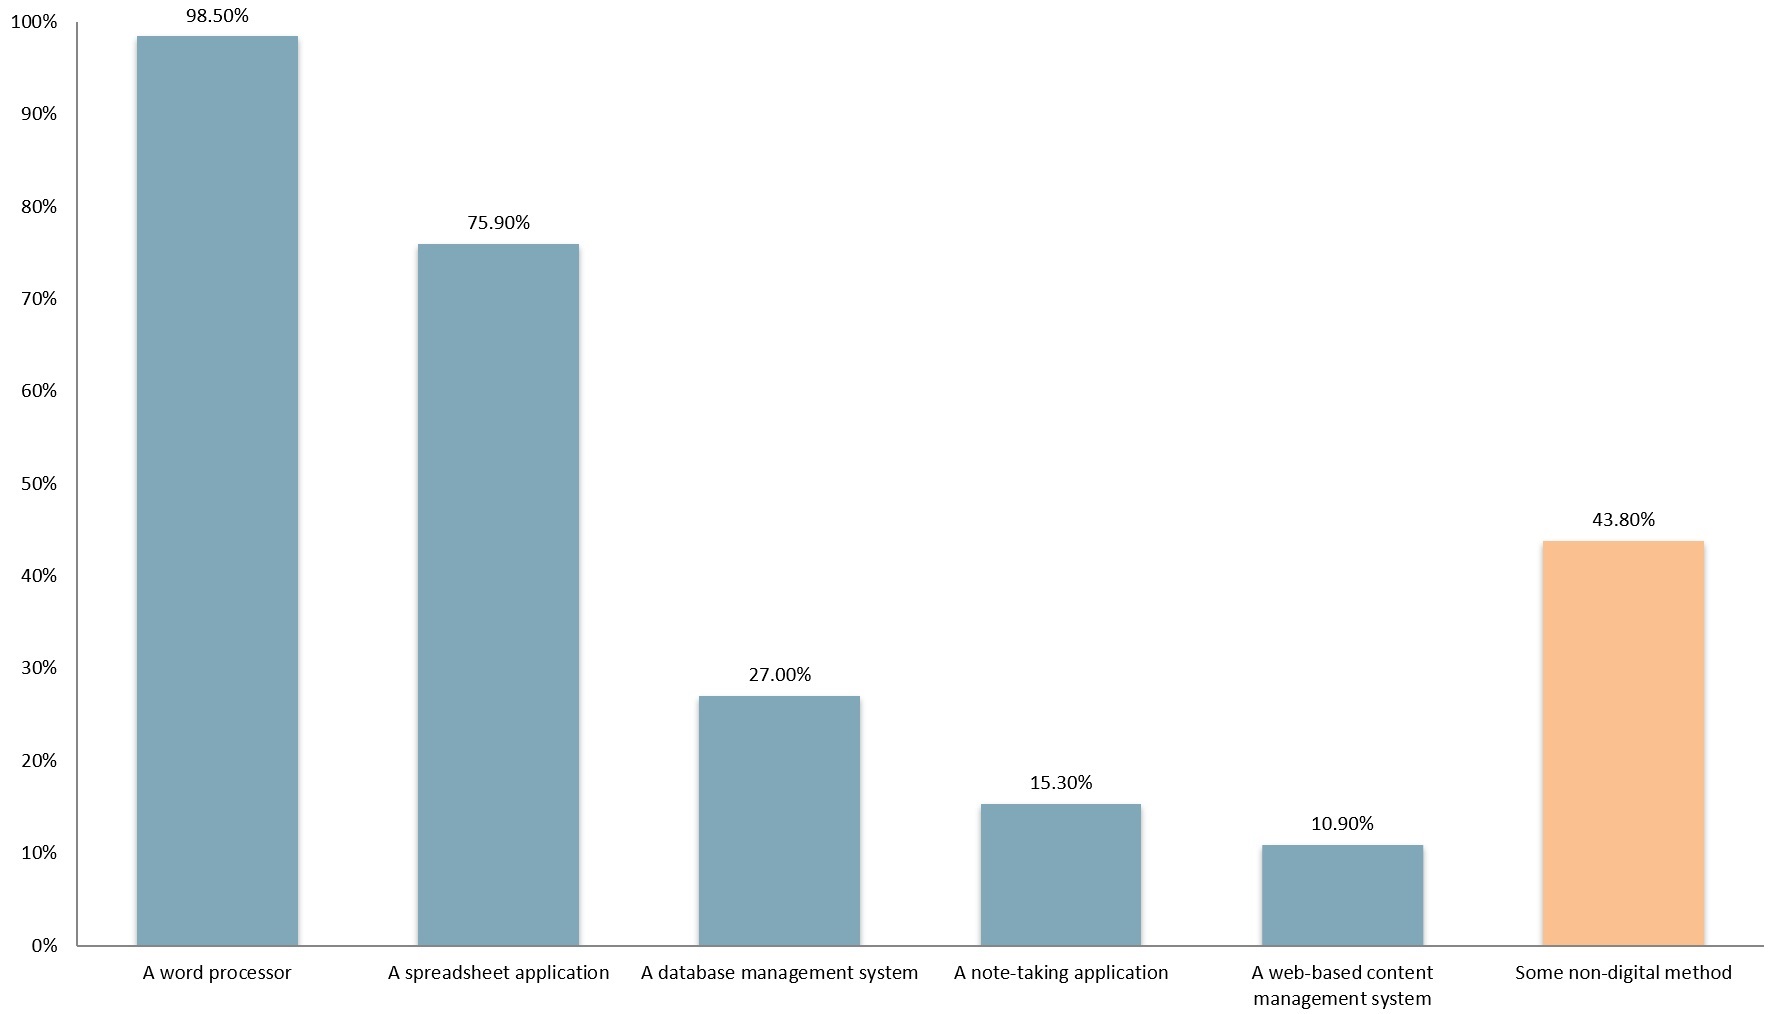 98.50%
100%
90%
80%
75.90%
70%
60%
50%
43.80%
40%
30%
27.00%
20%
15.30%
10.90%
10%
0%
A word processor
A spreadsheet application
A database management system
A note-taking application
A web-based content
management system
Some non-digital method